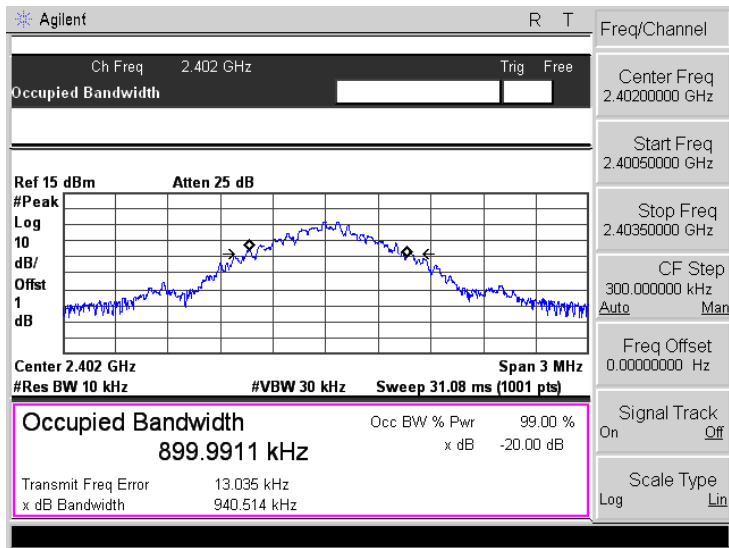 Agilent
R T
Ch Freq 2.402 GHz Trig Free
Occupied Bandwidth
Ref 15 dBm Atten 25 dB
#Peak
Log
10
dB/
Offst
1
dB
Center 2.402 GHz Span 3 MHz
#Res BW 10 kHz #VBW 30 kHz Sweep 31.08 ms (1001 pts)
Occupied Bandwidth
899.9911 kHz
Occ BW % Pwr 99.00 %
x dB -20.00 dB
Transmit Freq Error 13.035 kHz
x dB Bandwidth 940.514 kHz
Freq/Channel
Center Freq
2.40200000 GHz
Start Freq
2.40050000 GHz
Stop Freq
2.40350000 GHz
CF Step
300.000000 kHz
Auto Man
Freq Offset
0.00000000 Hz
Signal Track
On Off
Scale Type
Log Lin